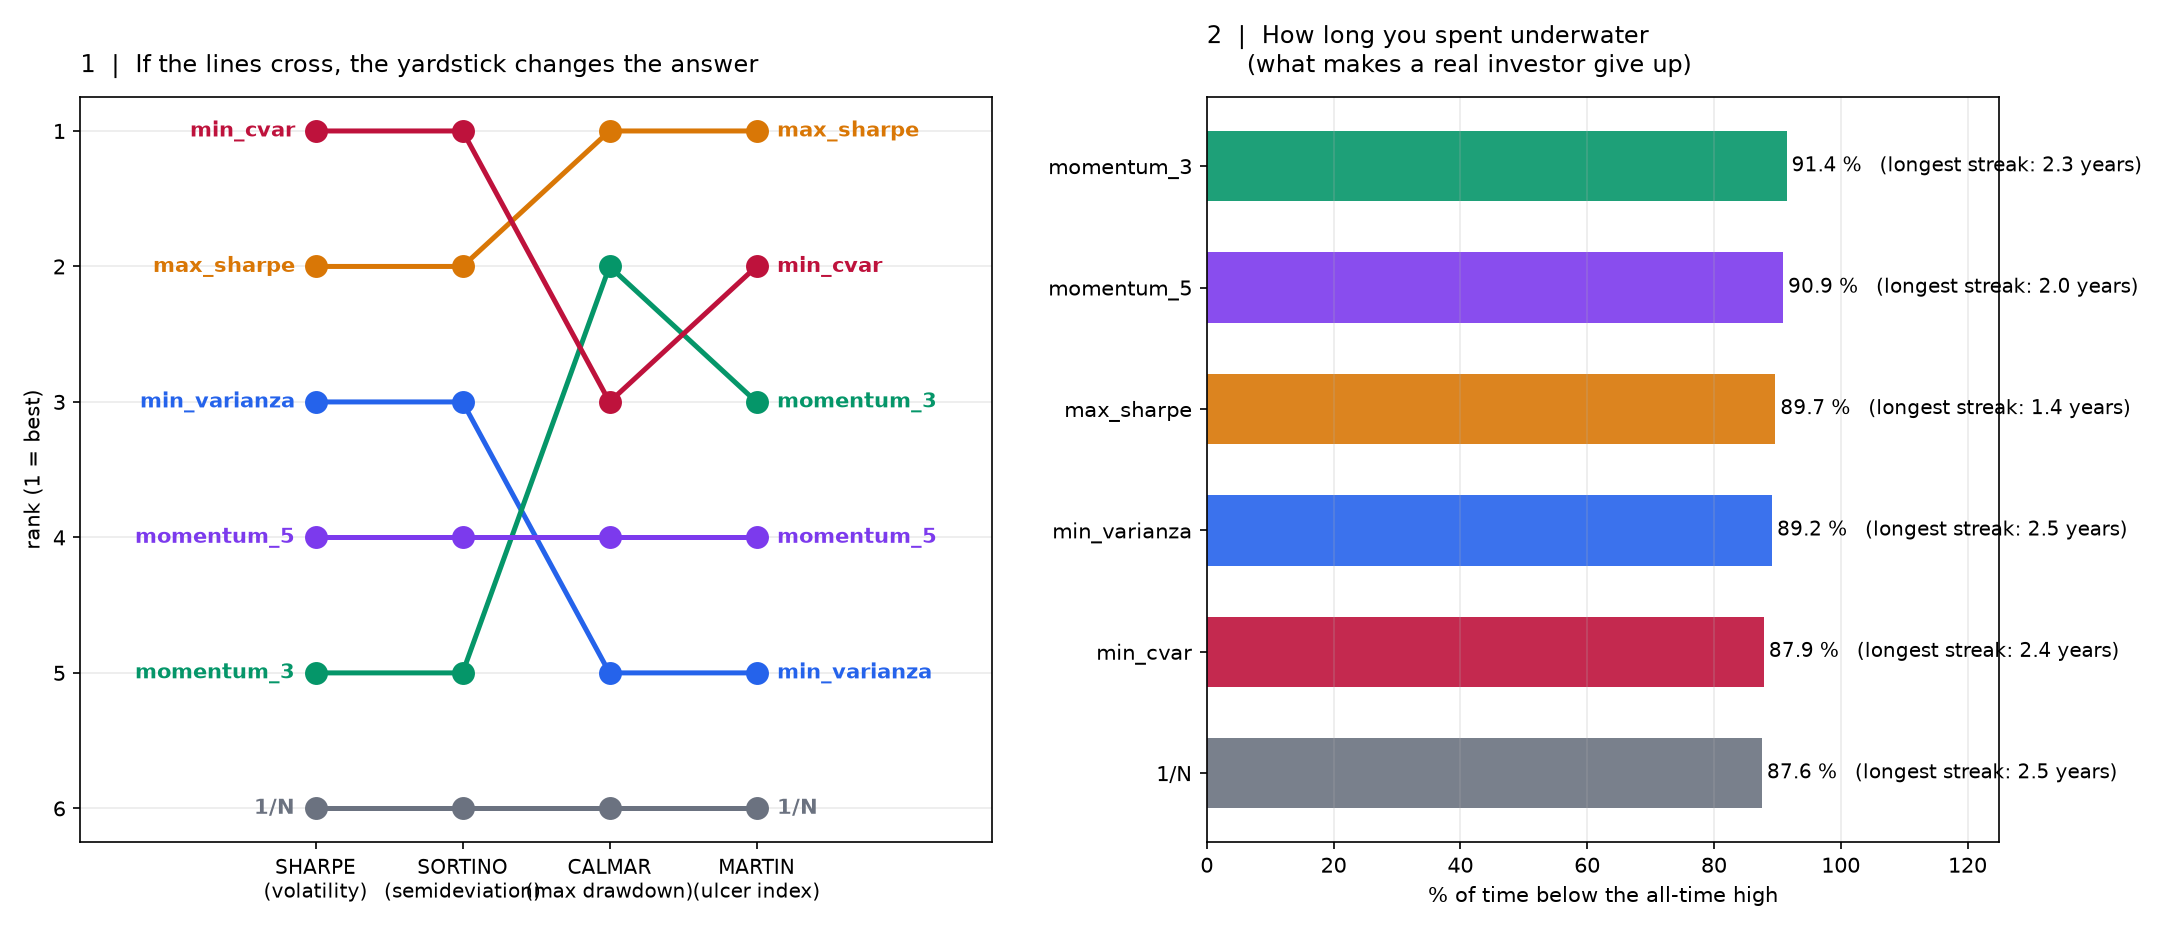 1  |  If the lines cross, the yardstick changes the answer
rank (1 = best)
1
2
3
4
5
6
min_cvar
max_sharpe
min_varianza
momentum_5
momentum_3
1/N
max_sharpe
min_cvar
momentum_3
momentum_5
min_varianza
1/N
SHARPE
(volatility)
SORTINO
(semideviation)
CALMAR
(max drawdown)
MARTIN
(ulcer index)
2  |  How long you spent underwater
(what makes a real investor give up)
momentum_3
91.4 %   (longest streak: 2.3 years)
momentum_5
90.9 %   (longest streak: 2.0 years)
max_sharpe
89.7 %   (longest streak: 1.4 years)
min_varianza
89.2 %   (longest streak: 2.5 years)
min_cvar
87.9 %   (longest streak: 2.4 years)
1/N
87.6 %   (longest streak: 2.5 years)
0 20 40 60 80 100 120
% of time below the all-time high